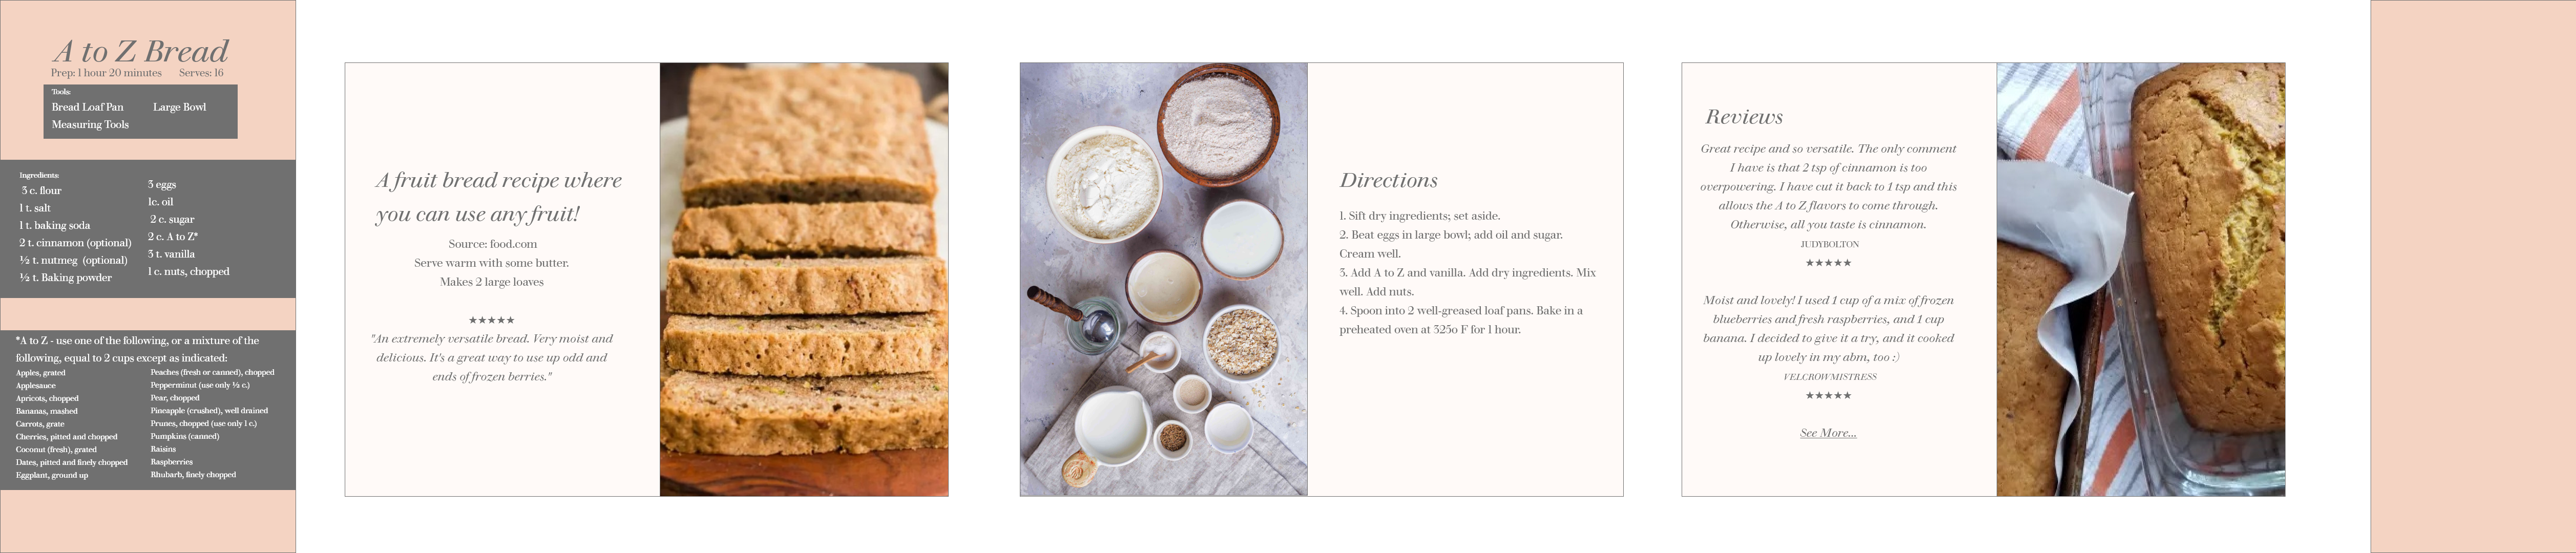 A to Z Bread
Prep: 1 hour 20 minutes Serves: 16
Tools:
Bread Loaf Pan Large Bowl
Measuring Tools
Ingredients:
3 c. flour
1 t. salt
1 t. baking soda
2 t. cinnamon (optional)
½ t. nutmeg (optional)
½ t. Baking powder
3 eggs
1c. oil
2 c. sugar
2 c. A to Z*
3 t. vanilla
1 c. nuts, chopped
*A to Z - use one of the following, or a mixture of the
following, equal to 2 cups except as indicated:
Apples, grated
Applesauce
Apricots, chopped
Bananas, mashed
Carrots, grate
Cherries, pitted and chopped
Coconut (fresh), grated
Dates, pitted and finely chopped
Eggplant, ground up
Peaches (fresh or canned), chopped
Pepperminut (use only ½ c.)
Pear, chopped
Pineapple (crushed), well drained
Prunes, chopped (use only 1 c.)
Pumpkins (canned)
Raisins
Raspberries
Rhubarb, finely chopped
A fruit bread recipe where
you can use any fruit!
Source: food.com
Serve warm with some butter.
Makes 2 large loaves
★★★★★
"An extremely versatile bread. Very moist and
delicious. It's a great way to use up odd and
ends of frozen berries."
Directions
1. Sift dry ingredients; set aside.
2. Beat eggs in large bowl; add oil and sugar.
Cream well.
3. Add A to Z and vanilla. Add dry ingredients. Mix
well. Add nuts.
4. Spoon into 2 well-greased loaf pans. Bake in a
preheated oven at 325o F for 1 hour.
Reviews
Great recipe and so versatile. The only comment
I have is that 2 tsp of cinnamon is too
overpowering. I have cut it back to 1 tsp and this
allows the A to Z flavors to come through.
Otherwise, all you taste is cinnamon.
JUDYBOLTON
★★★★★
Moist and lovely! I used 1 cup of a mix of frozen
blueberries and fresh raspberries, and 1 cup
banana. I decided to give it a try, and it cooked
up lovely in my abm, too :)
VELCROWMISTRESS
★★★★★
See More...